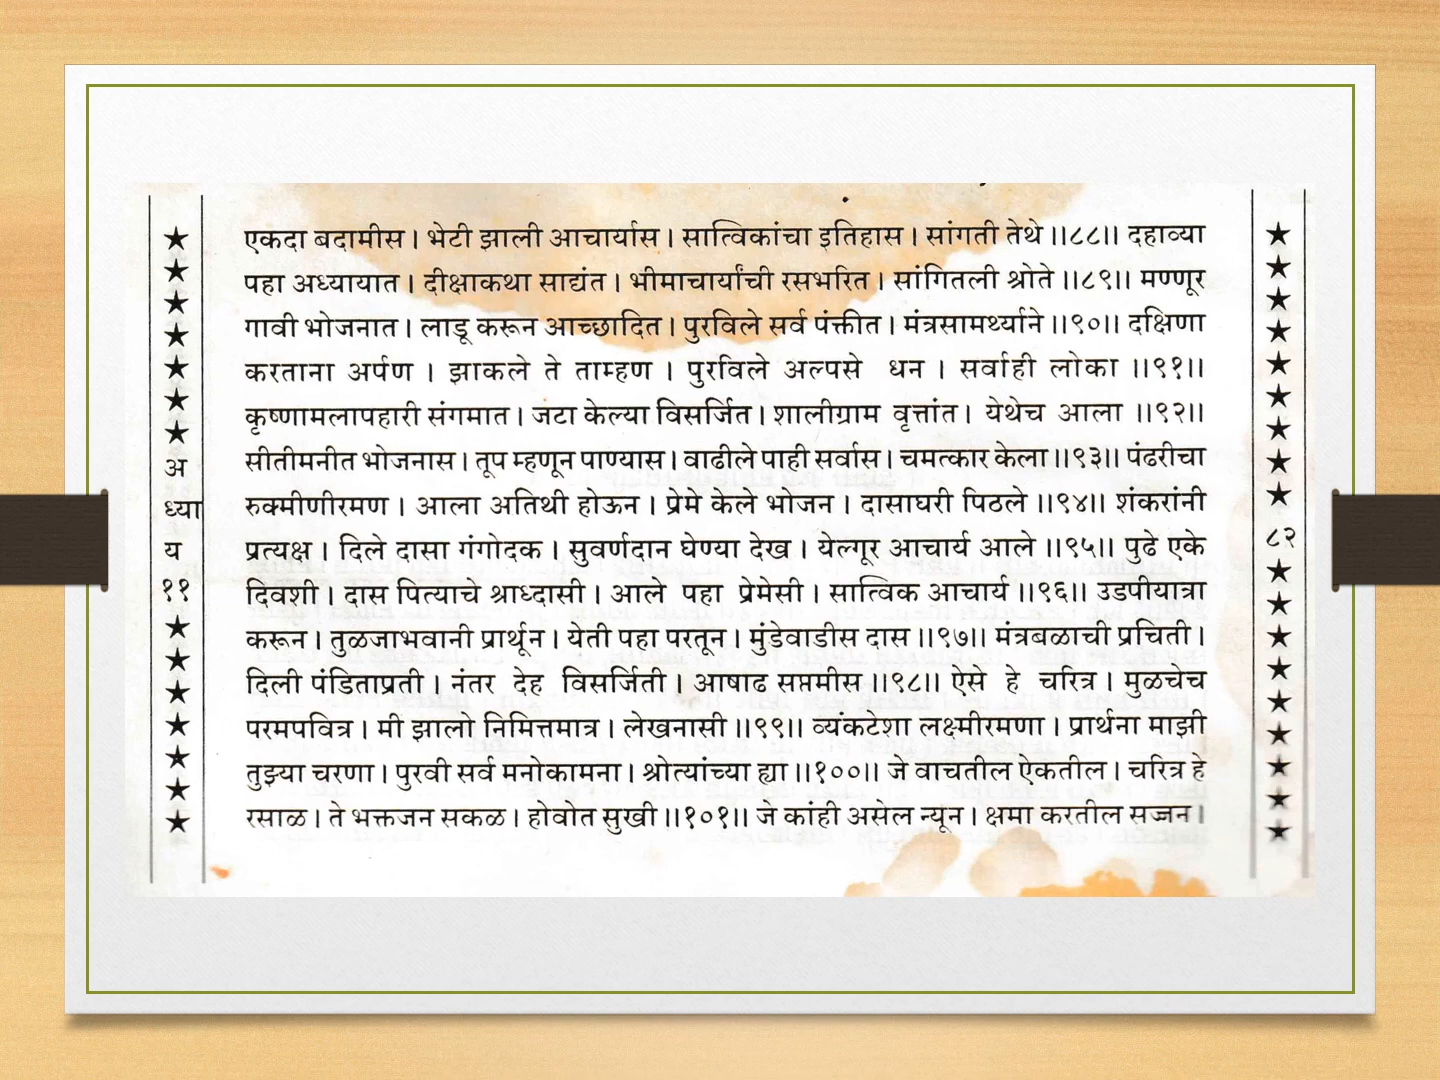 एकदा बदामीस । भेटी झाली आचार्यास । सात्विकांचा इतिहास । सांगती तेथे ।।८८।। दहाव्या
पहा अध्यायात । दीक्षाकथा साद्यंत । भीमाचार्यांची रसभरित । सांगितली श्रोते ।।८९।। मण्णूर
गावी भोजनात । लाडू करून आच्छादित । पुरविले सर्व पंक्तीत । मंत्रसामर्थ्याने ।।९०।। दक्षिणा
करताना अर्पण । झाकले ते ताम्हण । पुरविले अल्पसे धन । सर्वाही लोका ।।९१।।
कृष्णामलापहारी संगमात । जटा केल्या विसर्जित । शालीग्राम वृत्तांत । येथेच आला ।।९२।।
सीतीमनीत भोजनास । तूप म्हणून पाण्यास । वाढीले पाही सर्वास । चमत्कार केला ।।९३।। पंढरीचा
रुक्मीणीरमण । आला अतिथी होऊन । प्रेमे केले भोजन । दासाघरी पिठले ।।९४।। शंकरांनी
प्रत्यक्ष । दिले दासा गंगोदक । सुवर्णदान घेण्या देख । येल्गूर आचार्य आले ।।९५।। पुढे एके
दिवशी । दास पित्याचे श्राध्दासी । आले पहा प्रेमेसी । सात्विक आचार्य ।।९६।। उडपीयात्रा
करून । तुळजाभवानी प्रार्थून । येती पहा परतून । मुंडेवाडीस दास ।।९७।। मंत्रबळाची प्रचिती ।
दिली पंडिताप्रती । नंतर देह विसर्जिती । आषाढ सप्तमीस ।।९८।। ऐसे हे चरित्र । मुळचेच
परमपवित्र । मी झालो निमित्तमात्र । लेखनासी ।।९९।। व्यंकटेशा लक्ष्मीरमणा । प्रार्थना माझी
तुझ्या चरणा । पुरवी सर्व मनोकामना । श्रोत्यांच्या ह्या ।।१००।। जे वाचतील ऐकतील । चरित्र हे
रसाळ । ते भक्तजन सकळ । होवोत सुखी ।।१०१।। जे कांही असेल न्यून । क्षमा करतील सज्जन ।
अ
ध्या
य
११
८२